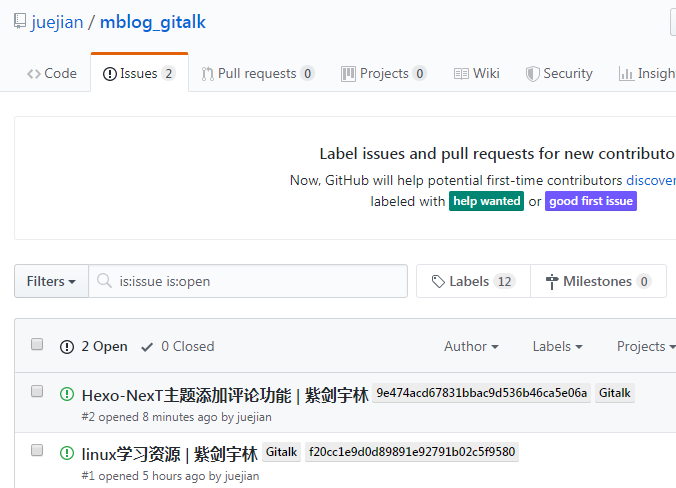 juejian / mblog_gitalk
Code Issues 2 Pull requests 0 Projects 0 Wiki Security Insigh
Label issues and pull requests for new contributo
Now, GitHub will help potential first-time contributors discover
labeled with help wanted or good first issue
Filters is:issue is:open Labels 12 Milestones 0
2 Open 0 Closed Author Labels Projects
Hexo-NexT主题添加评论功能 | 紫剑宇林 9e474acd67831bbac9d536b46ca5e06a Gitalk
#2 opened 8 minutes ago by juejian
linux学习资源 | 紫剑宇林 Gitalk f20cc1e9d0d89891e92791b02c5f9580
#1 opened 5 hours ago by juejian